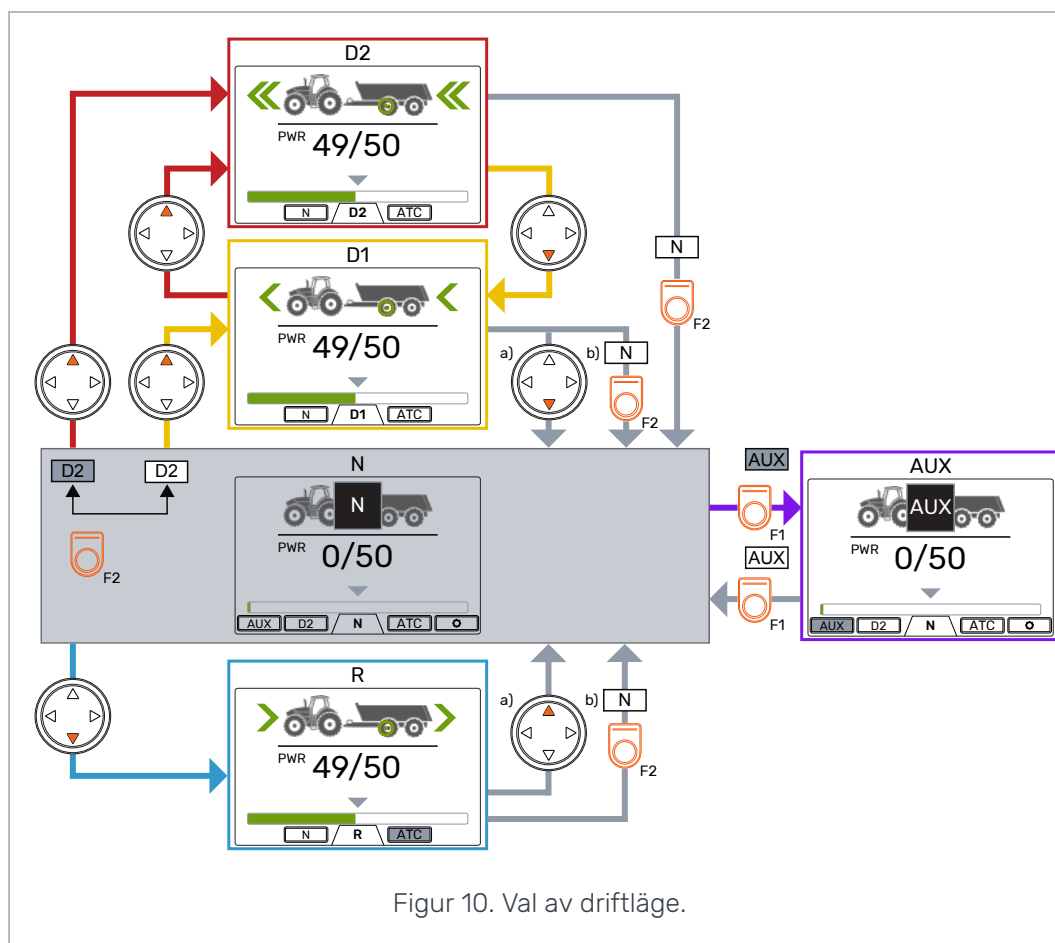 D2
PWR 49/50
N D2 ATC
D1
PWR 49/50
N D1 ATC
a)
b) N
F2
N
F2
D2 D2
F2
N
N
PWR 0/50
AUX D2 N ATC
AUX
F1
AUX
F1
AUX
AUX
PWR 0/50
AUX D2 N ATC
R
PWR 49/50
N R ATC
a)
b) N
F2
Figur 10. Val av driftläge.